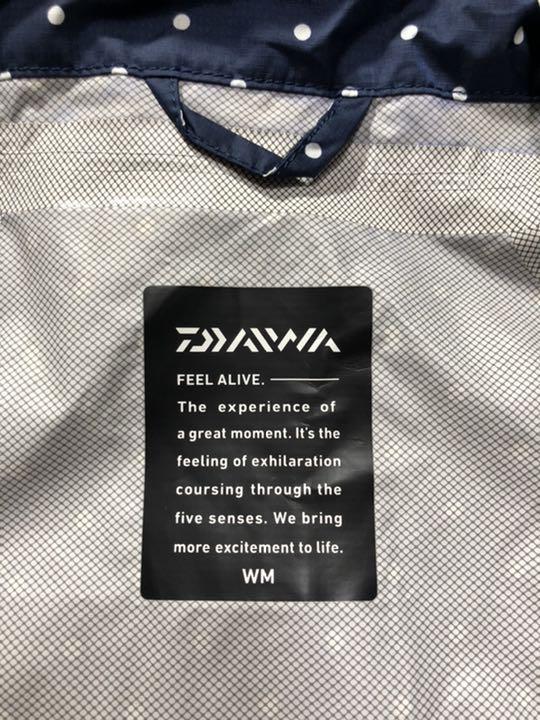 DAIWA
FEEL ALIVE.
The experience of
a great moment. It's the
feeling of exhilaration
coursing through the
five senses. We bring
more excitement to life.
WM